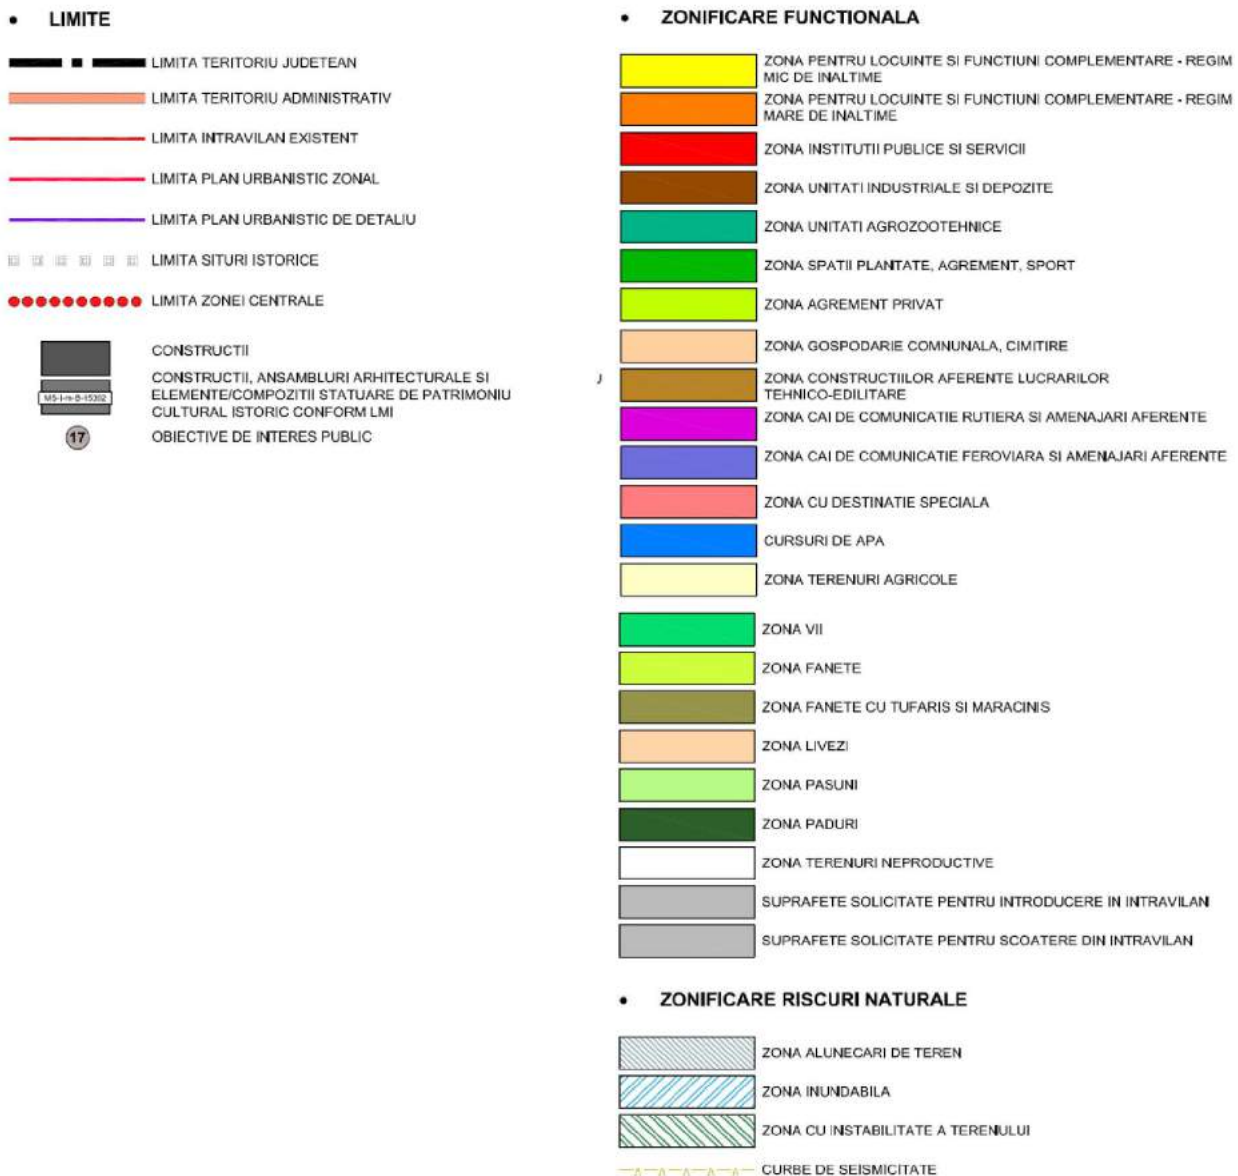 • LIMITE
LIMITA TERITORIU JUDETEAN
LIMITA TERITORIU ADMINISTRATIV
LIMITA INTRAVILAN EXISTENT
LIMITA PLAN URBANISTIC ZONAL
LIMITA PLAN URBANISTIC DE DETALIU
LIMITA SITURI ISTORICE
LIMITA ZONEI CENTRALE
CONSTRUCTII
MS-I-m-B-15392
CONSTRUCTII, ANSAMBLURI ARHITECTURALE SI
ELEMENTE/COMPOZITII STATUARE DE PATRIMONIU
CULTURAL ISTORIC CONFORM LMI
17 OBIECTIVE DE INTERES PUBLIC
• ZONIFICARE FUNCTIONALA
ZONA PENTRU LOCUINTE SI FUNCTIUNI COMPLEMENTARE - REGIM
MIC DE INALTIME
ZONA PENTRU LOCUINTE SI FUNCTIUNI COMPLEMENTARE - REGIM
MARE DE INALTIME
ZONA INSTITUTII PUBLICE SI SERVICII
ZONA UNITATI INDUSTRIALE SI DEPOZITE
ZONA UNITATI AGROZOOTEHNICE
ZONA SPATII PLANTATE, AGREMENT, SPORT
ZONA AGREMENT PRIVAT
ZONA GOSPODARIE COMNUNALA, CIMITIRE
ZONA CONSTRUCTIILOR AFERENTE LUCRARILOR
TEHNICO-EDILITARE
ZONA CAI DE COMUNICATIE RUTIERA SI AMENAJARI AFERENTE
ZONA CAI DE COMUNICATIE FEROVIARA SI AMENAJARI AFERENTE
ZONA CU DESTINATIE SPECIALA
CURSURI DE APA
ZONA TERENURI AGRICOLE
ZONA VII
ZONA FANETE
ZONA FANETE CU TUFARIS SI MARACINIS
ZONA LIVEZI
ZONA PASUNI
ZONA PADURI
ZONA TERENURI NEPRODUCTIVE
SUPRAFETE SOLICITATE PENTRU INTRODUCERE IN INTRAVILAN
SUPRAFETE SOLICITATE PENTRU SCOATERE DIN INTRAVILAN
• ZONIFICARE RISCURI NATURALE
ZONA ALUNECARI DE TEREN
ZONA INUNDABILA
ZONA CU INSTABILITATE A TERENULUI
CURBE DE SEISMICITATE